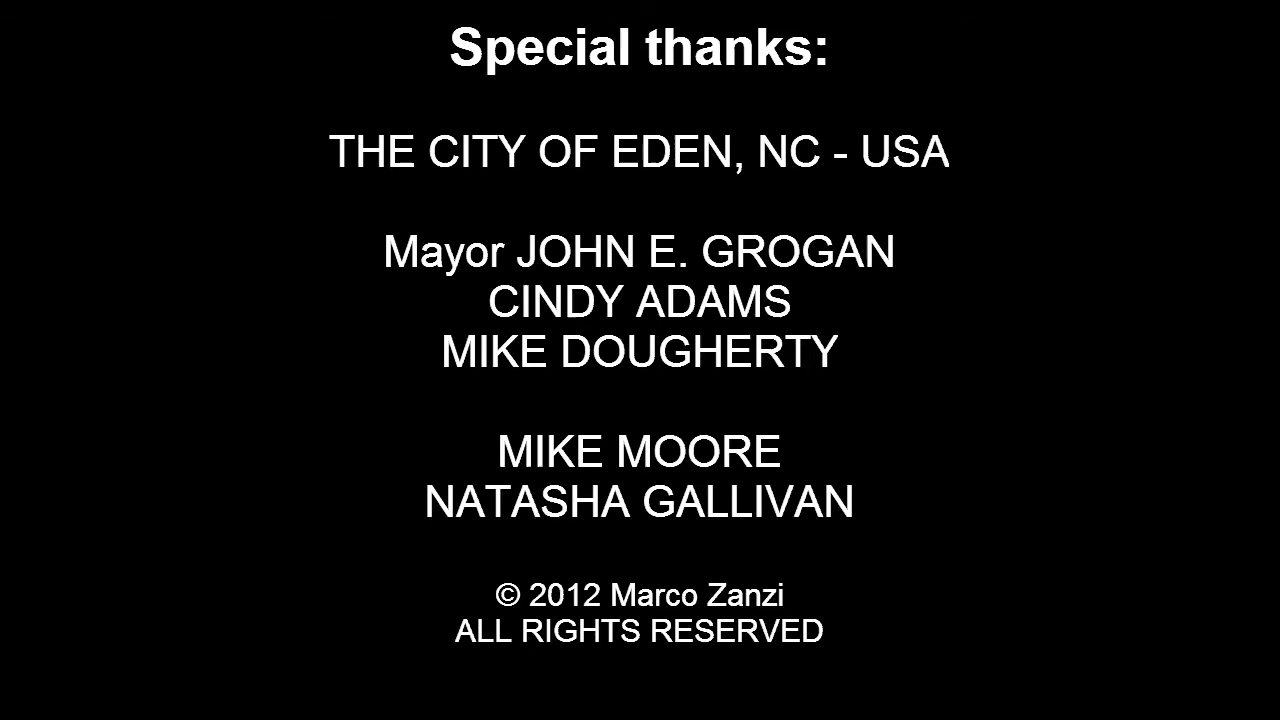 Special thanks:
THE CITY OF EDEN, NC - USA
Mayor JOHN E. GROGAN
CINDY ADAMS
MIKE DOUGHERTY
MIKE MOORE
NATASHA GALLIVAN
© 2012 Marco Zanzi
ALL RIGHTS RESERVED